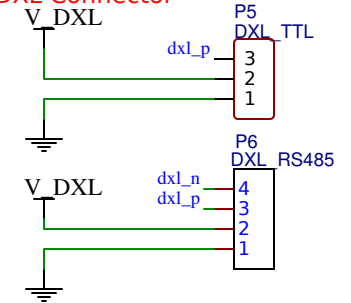 DXL Connector
V_DXL
P5
DXL_TTL
dxl_p
3
2
1
P6
DXL_RS485
V_DXL
dxl_n
dxl_p
4
3
2
1